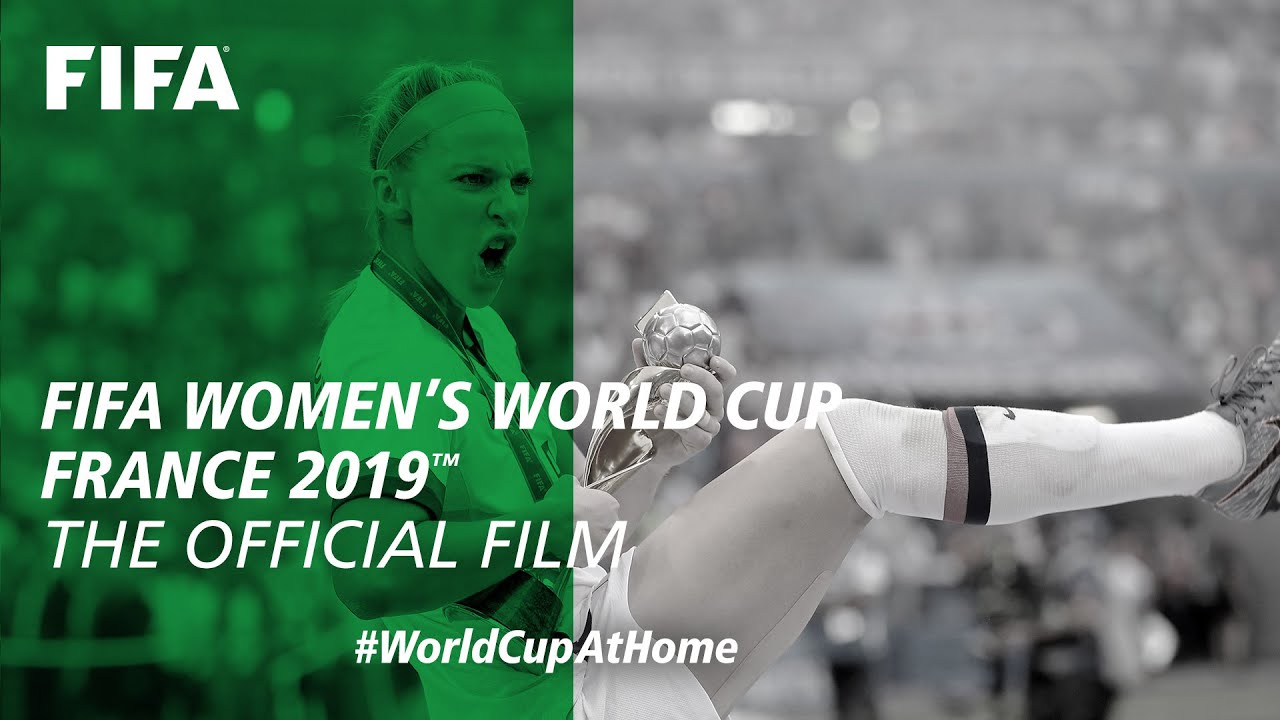 FIFA®
FIFA WOMEN'S WORLD CUP
FRANCE 2019™
THE OFFICIAL FILM
#WorldCupAtHome